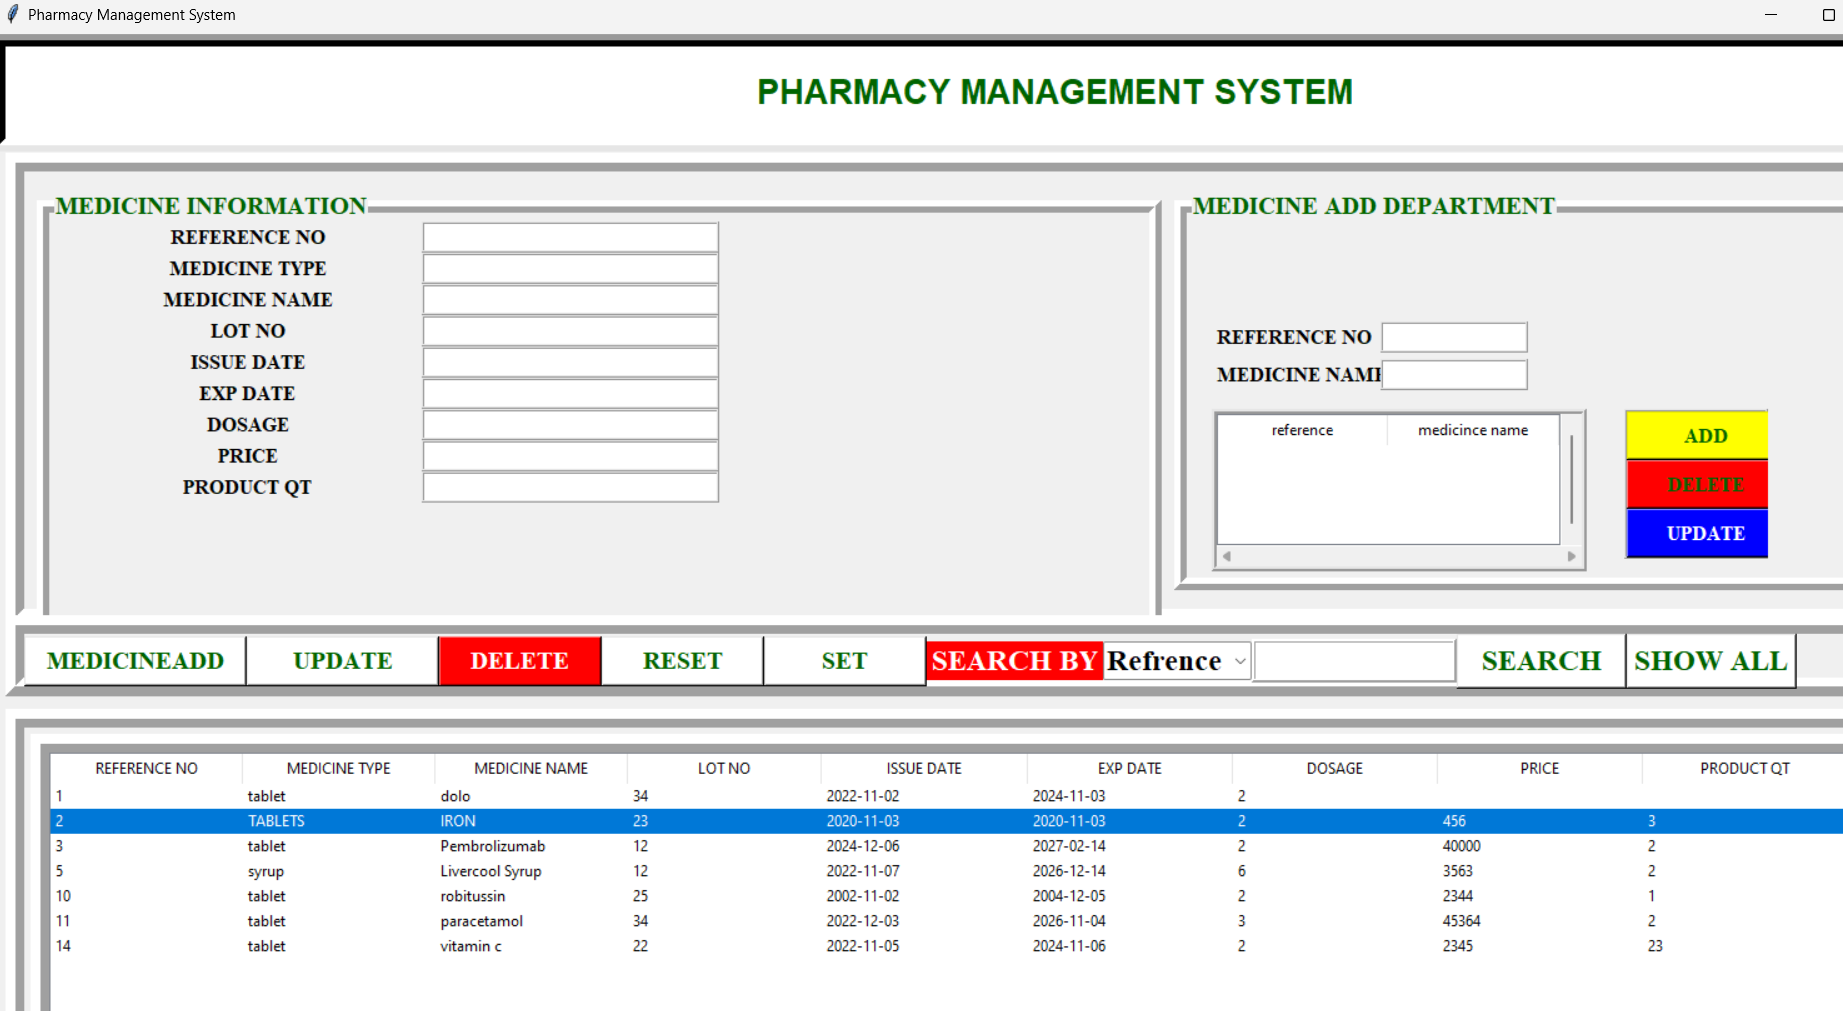 Pharmacy Management System
PHARMACY MANAGEMENT SYSTEM
MEDICINE INFORMATION
REFERENCE NO
MEDICINE TYPE
MEDICINE NAME
LOT NO
ISSUE DATE
EXP DATE
DOSAGE
PRICE
PRODUCT QT
MEDICINE ADD DEPARTMENT
REFERENCE NO
MEDICINE NAME
reference medicince name
ADD
DELETE
UPDATE
MEDICINEADD UPDATE DELETE RESET SET SEARCH BY Refrence SEARCH SHOW ALL
REFERENCE NO MEDICINE TYPE MEDICINE NAME LOT NO ISSUE DATE EXP DATE DOSAGE PRICE PRODUCT QT
1 tablet dolo 34 2022-11-02 2024-11-03 2
2 TABLETS IRON 23 2020-11-03 2020-11-03 2 456 3
3 tablet Pembrolizumab 12 2024-12-06 2027-02-14 2 40000 2
5 syrup Livercool Syrup 12 2022-11-07 2026-12-14 6 3563 2
10 tablet robitussin 25 2002-11-02 2004-12-05 2 2344 1
11 tablet paracetamol 34 2022-12-03 2026-11-04 3 45364 2
14 tablet vitamin c 22 2022-11-05 2024-11-06 2 2345 23